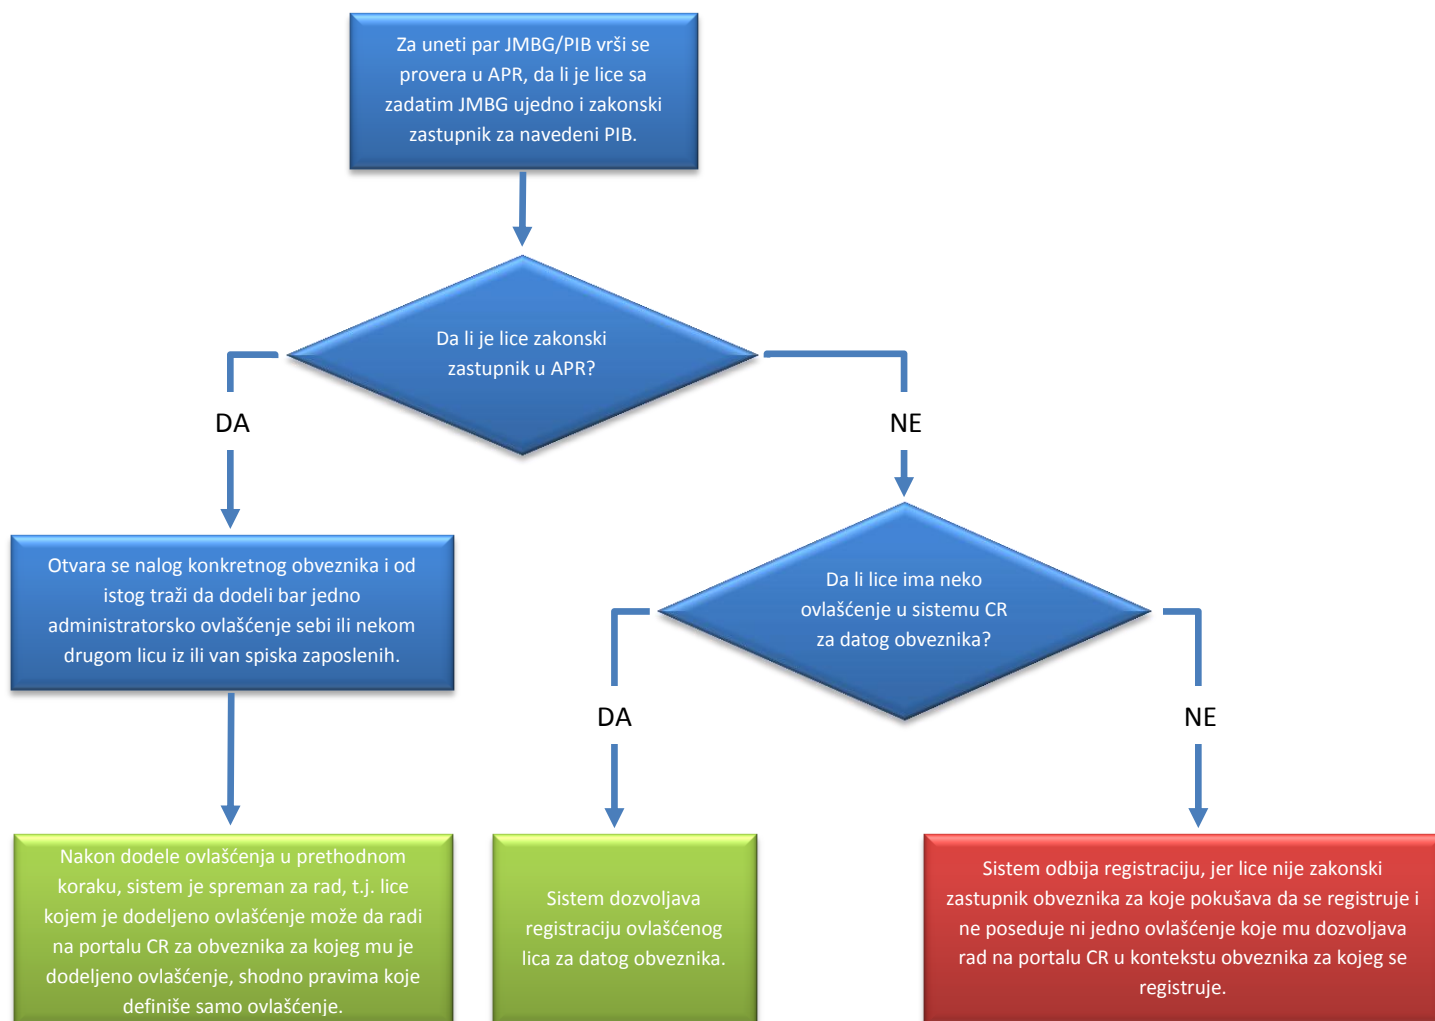 Za uneti par JMBG/PIB vrši se
provera u APR, da li je lice sa
zadatim JMBG ujedno i zakonski
zastupnik za navedeni PIB.
Da li je lice zakonski
zastupnik u APR?
DA
NE
Otvara se nalog konkretnog obveznika i od
istog traži da dodeli bar jedno
administratorsko ovlašćenje sebi ili nekom
drugom licu iz ili van spiska zaposlenih.
Da li lice ima neko
ovlašćenje u sistemu CR
za datog obveznika?
DA
NE
Nakon dodele ovlašćenja u prethodnom
koraku, sistem je spreman za rad, t.j. lice
kojem je dodeljeno ovlašćenje može da radi
na portalu CR za obveznika za kojeg mu je
dodeljeno ovlašćenje, shodno pravima koje
definiše samo ovlašćenje.
Sistem dozvoljava
registraciju ovlašćenog
lica za datog obveznika.
Sistem odbija registraciju, jer lice nije zakonski
zastupnik obveznika za koje pokušava da se registruje i
ne poseduje ni jedno ovlašćenje koje mu dozvoljava
rad na portalu CR u kontekstu obveznika za kojeg se
registruje.